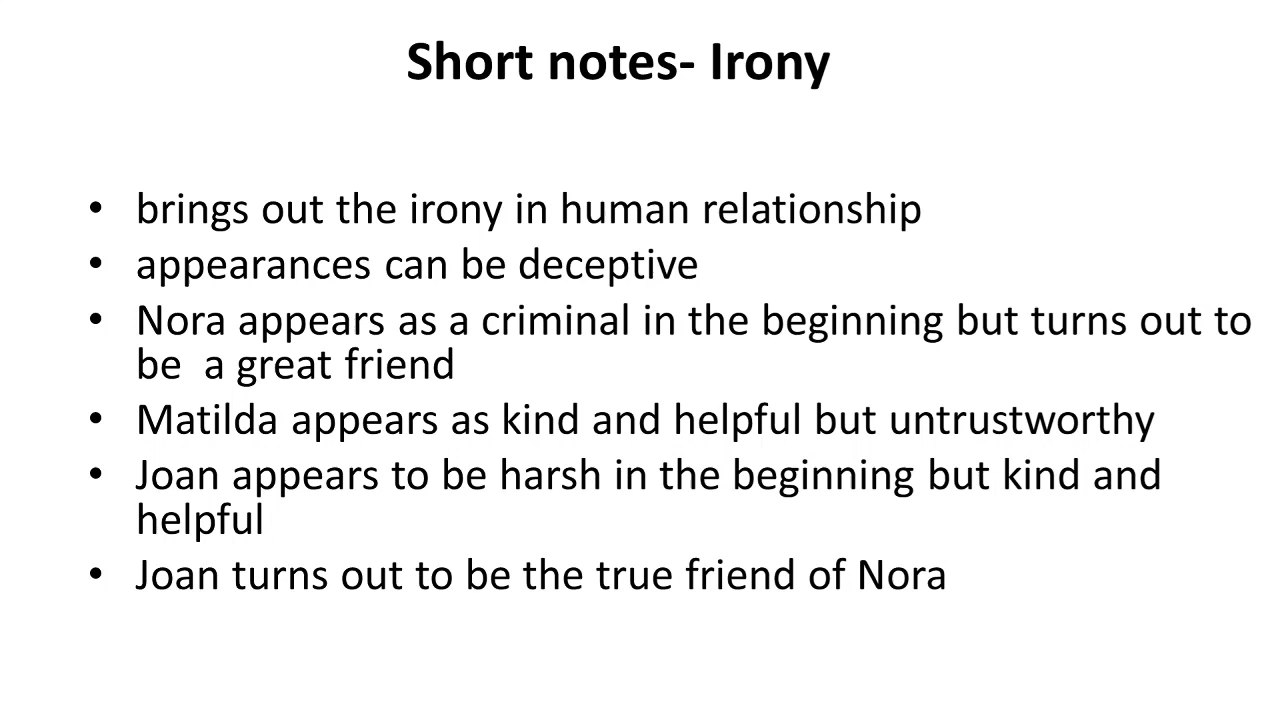 Short notes- Irony
• brings out the irony in human relationship
• appearances can be deceptive
• Nora appears as a criminal in the beginning but turns out to
be  a great friend
• Matilda appears as kind and helpful but untrustworthy
• Joan appears to be harsh in the beginning but kind and
helpful
• Joan turns out to be the true friend of Nora